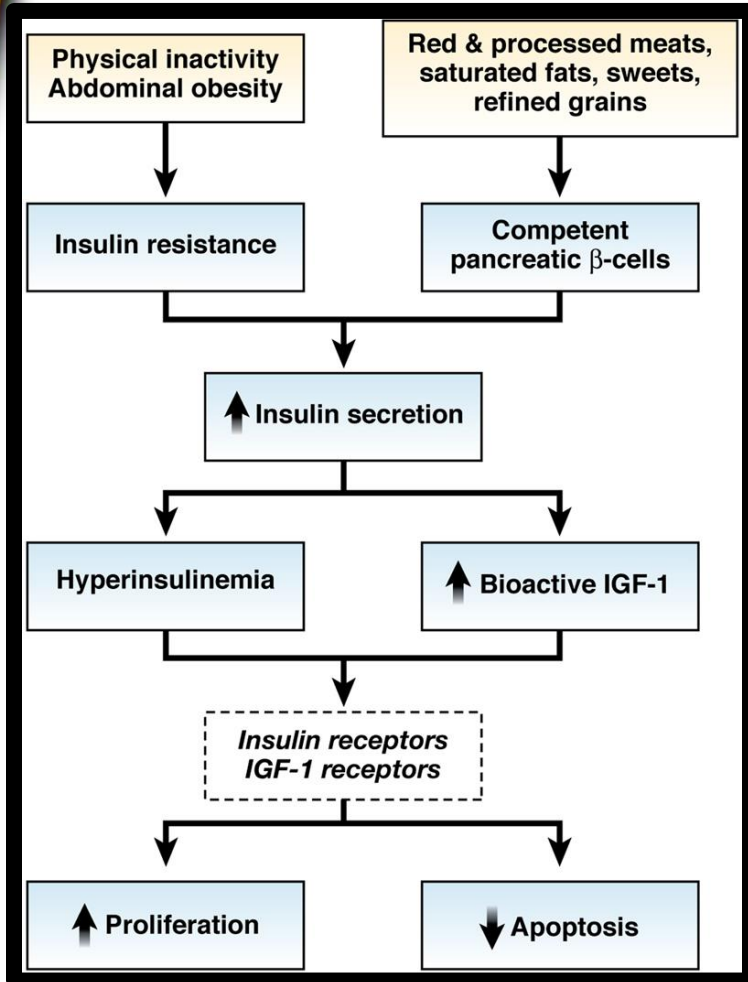 Physical inactivity
Abdominal obesity
Red & processed meats,
saturated fats, sweets,
refined grains
Insulin resistance
Competent
pancreatic β-cells
Insulin secretion
Hyperinsulinemia
Bioactive IGF-1
Insulin receptors
IGF-1 receptors
Proliferation
Apoptosis